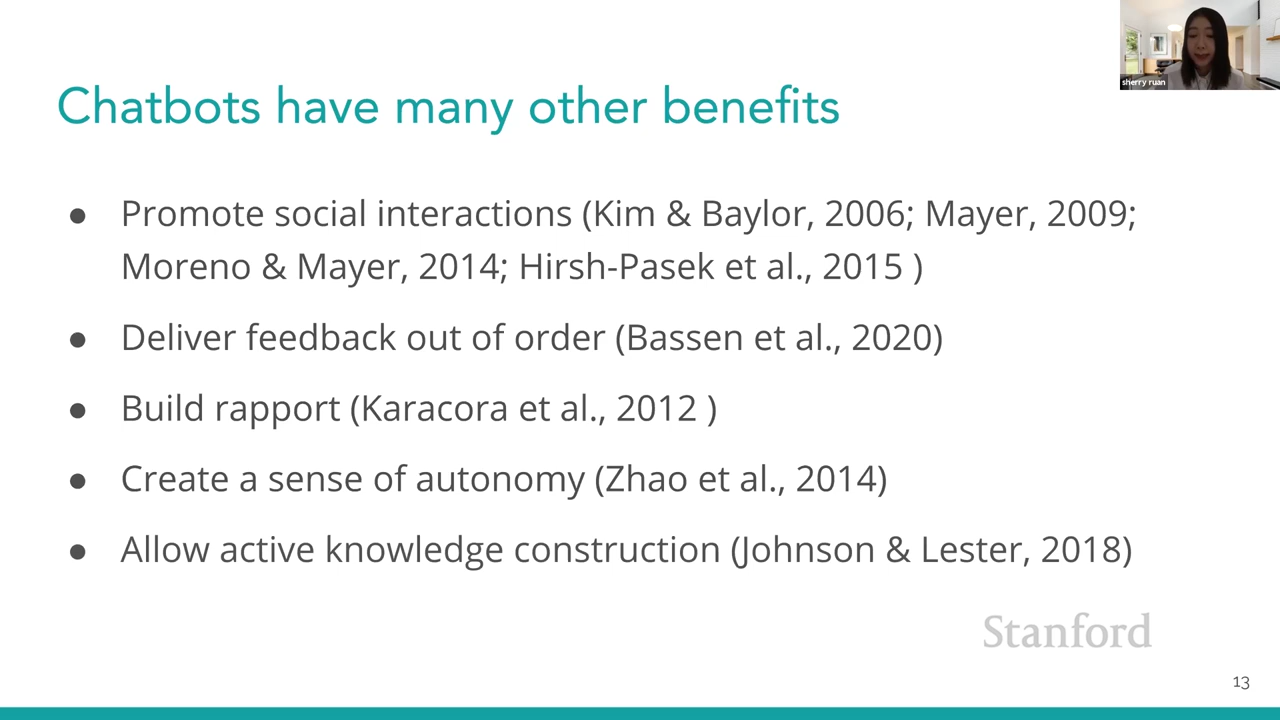 sherry ruan
Chatbots have many other benefits
● Promote social interactions (Kim & Baylor, 2006; Mayer, 2009;
Moreno & Mayer, 2014; Hirsh-Pasek et al., 2015 )
● Deliver feedback out of order (Bassen et al., 2020)
● Build rapport (Karacora et al., 2012 )
● Create a sense of autonomy (Zhao et al., 2014)
● Allow active knowledge construction (Johnson & Lester, 2018)
Stanford
13